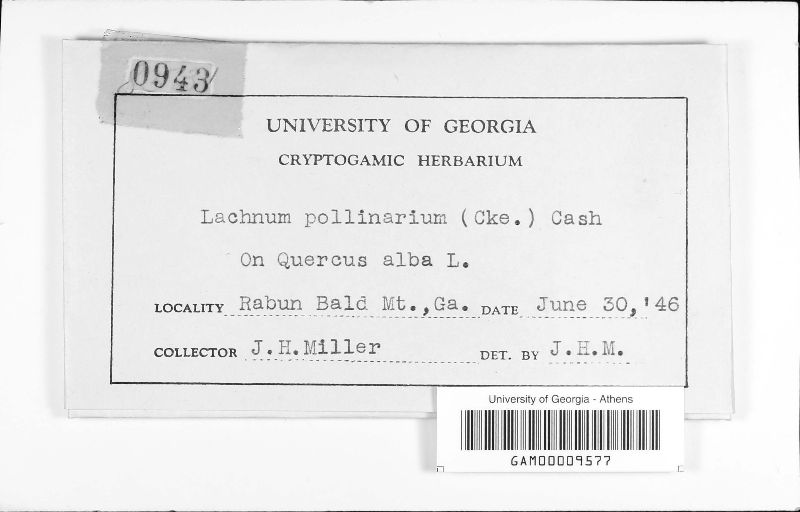 0943
UNIVERSITY OF GEORGIA
CRYPTOGAMIC HERBARIUM
Lachnum pollinarium (Cke.) Cash
On Quercus alba L.
LOCALITY Rabun Bald Mt., Ga. DATE June 30, '46
COLLECTOR J.H.Miller DET. BY J.H.M.
University of Georgia - Athens
GAM00009577